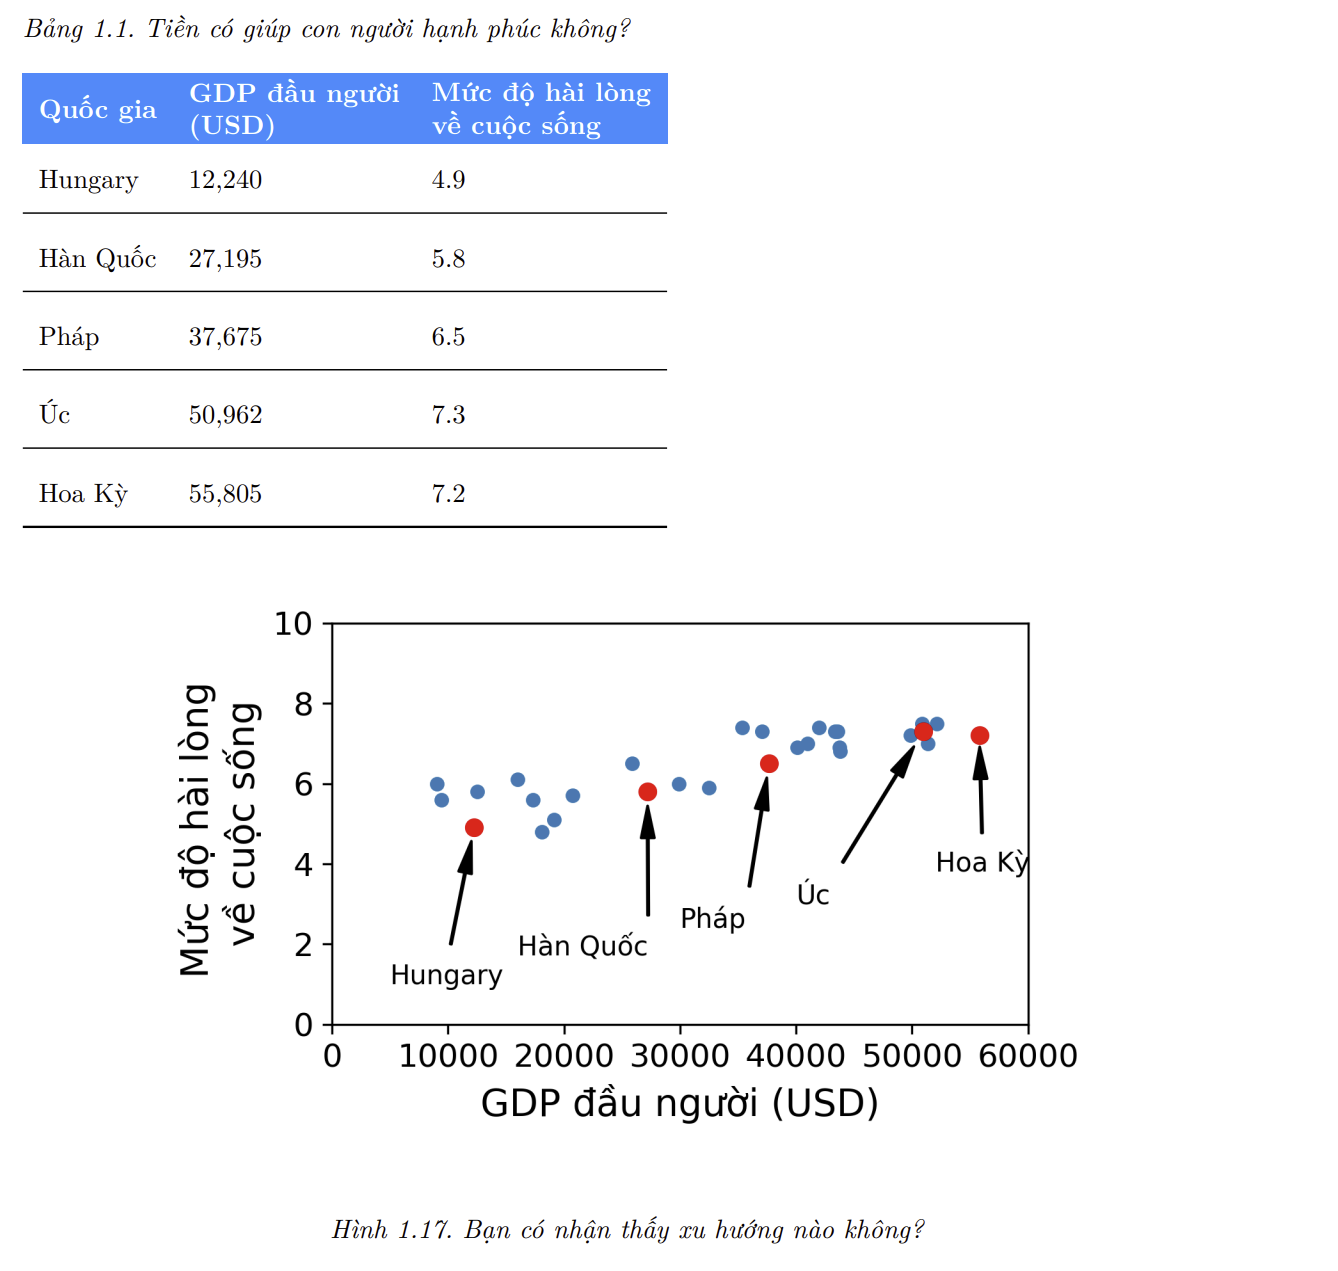 Bảng 1.1. Tiền có giúp con người hạnh phúc không?
Quốc gia GDP đầu người (USD) Mức độ hài lòng về cuộc sống
Hungary 12,240 4.9
Hàn Quốc 27,195 5.8
Pháp 37,675 6.5
Úc 50,962 7.3
Hoa Kỳ 55,805 7.2
Mức độ hài lòng
về cuộc sống
10
8
6
4
2
0
Hungary
Hàn Quốc
Pháp
Úc
Hoa Kỳ
0 10000 20000 30000 40000 50000 60000
GDP đầu người (USD)
Hình 1.17. Bạn có nhận thấy xu hướng nào không?